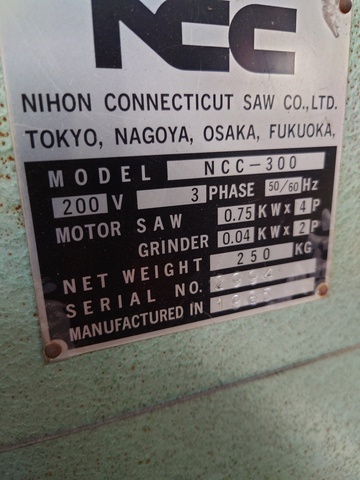 NCC
NIHON CONNECTICUT SAW CO.,LTD.
TOKYO, NAGOYA, OSAKA, FUKUOKA,
MODEL NCC-300
200 V 3 PHASE 50/60 Hz
MOTOR SAW 0.75 KW x 4 P
GRINDER 0.04 KW x 2 P
NET WEIGHT 250 KG
SERIAL NO.
MANUFACTURED IN